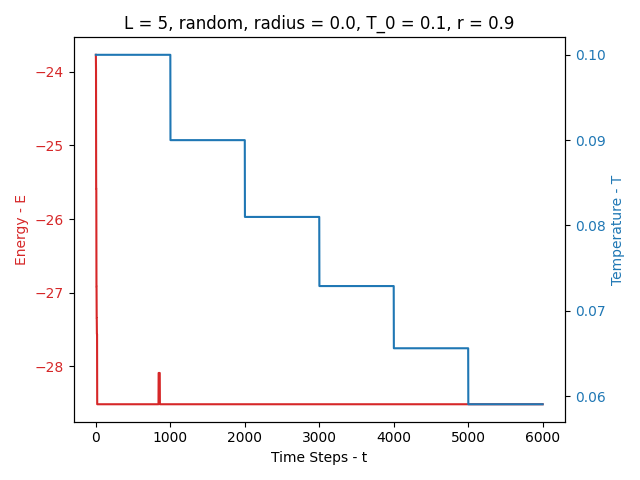 L = 5, random, radius = 0.0, T_0 = 0.1, r = 0.9
Energy - E
−24
−25
−26
−27
−28
0.10
0.09
0.08
0.07
0.06
Temperature - T
0 1000 2000 3000 4000 5000 6000
Time Steps - t